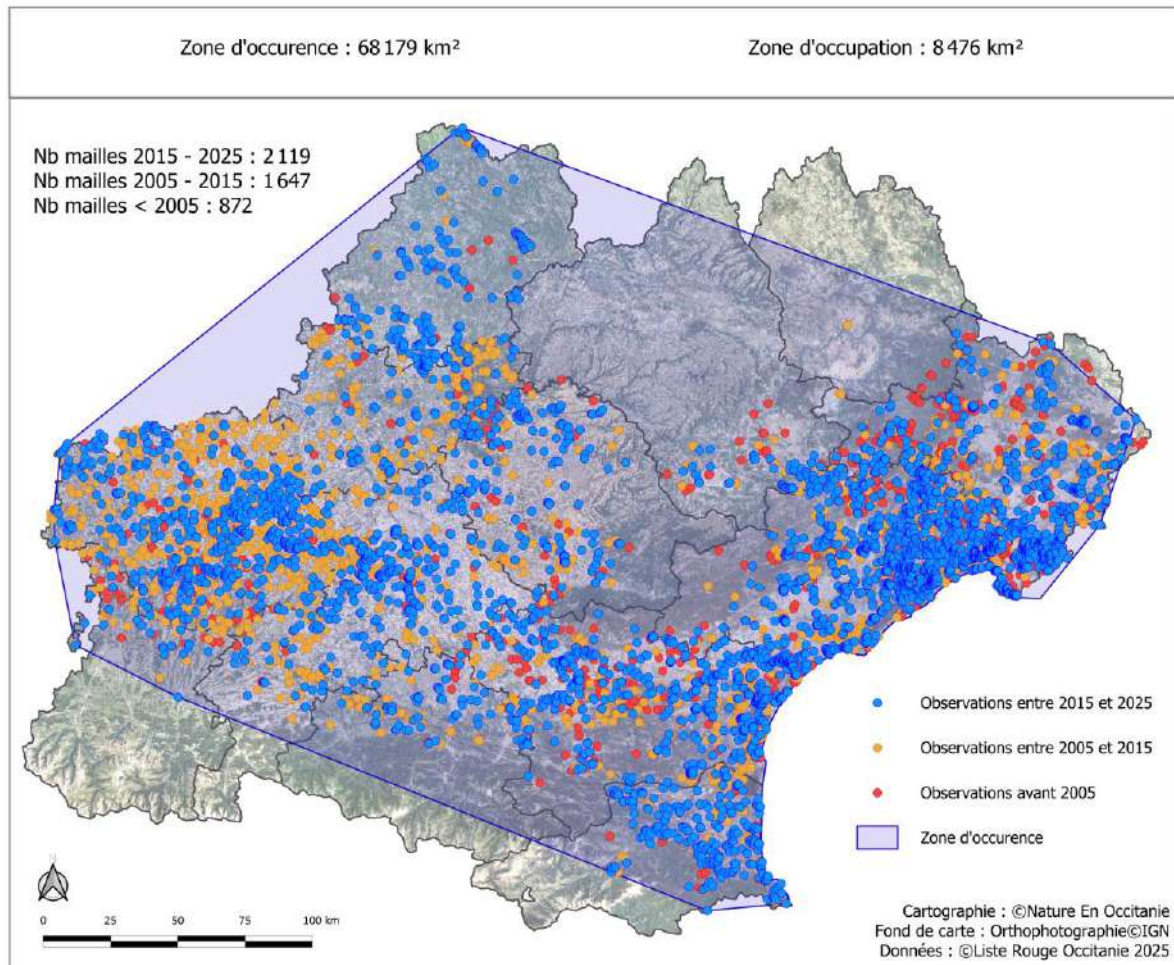 Zone d'occurence : 68 179 km²
Zone d'occupation : 8 476 km²
Nb mailles 2015 - 2025 : 2 119
Nb mailles 2005 - 2015 : 1 647
Nb mailles < 2005 : 872
Observations entre 2015 et 2025
Observations entre 2005 et 2015
Observations avant 2005
Zone d'occurence
N
0 25 50 75 100 km
Cartographie : ©Nature En Occitanie
Fond de carte : Orthophotographie©IGN
Données : ©Liste Rouge Occitanie 2025